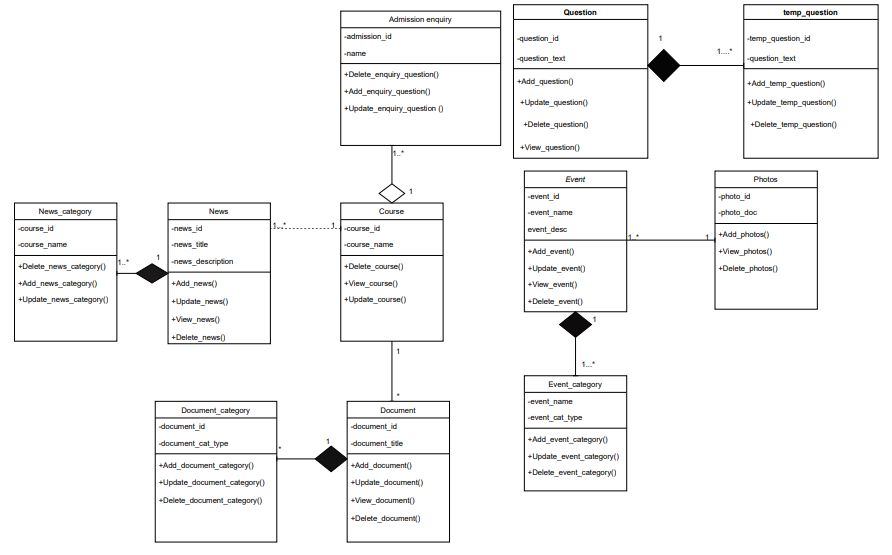 Admission enquiry
-admission_id
-name
+Delete_enquiry_question()
+Add_enquiry_question()
+Update_enquiry_question ()
Question
-question_id
-question_text
+Add_question()
+Update_question()
+Delete_question()
+View_question()
1
1....*
temp_question
-temp_question_id
-question_text
+Add_temp_question()
+Update_temp_question()
+Delete_temp_question()
1..*
1
News_category
-course_id
-course_name
+Delete_news_category()
+Add_news_category()
+Update_news_category()
1..*
1
News
-news_id
-news_title
-news_description
+Add_news()
+Update_news()
+View_news()
+Delete_news()
1...*
1
Course
-course_id
-course_name
+Delete_course()
+View_course()
+Update_course()
Event
-event_id
-event_name
event_desc
+Add_event()
+Update_event()
+View_event()
+Delete_event()
1..*
1
Photos
-photo_id
-photo_doc
+Add_photos()
+View_photos()
+Delete_photos()
1
1...*
1
*
Event_category
-event_name
-event_cat_type
+Add_event_category()
+Update_event_category()
+Delete_event_category()
Document_category
-document_id
-document_cat_type
+Add_document_category()
+Update_document_category()
+Delete_document_category()
*
1
Document
-document_id
-document_title
+Add_document()
+Update_document()
+View_document()
+Delete_document()